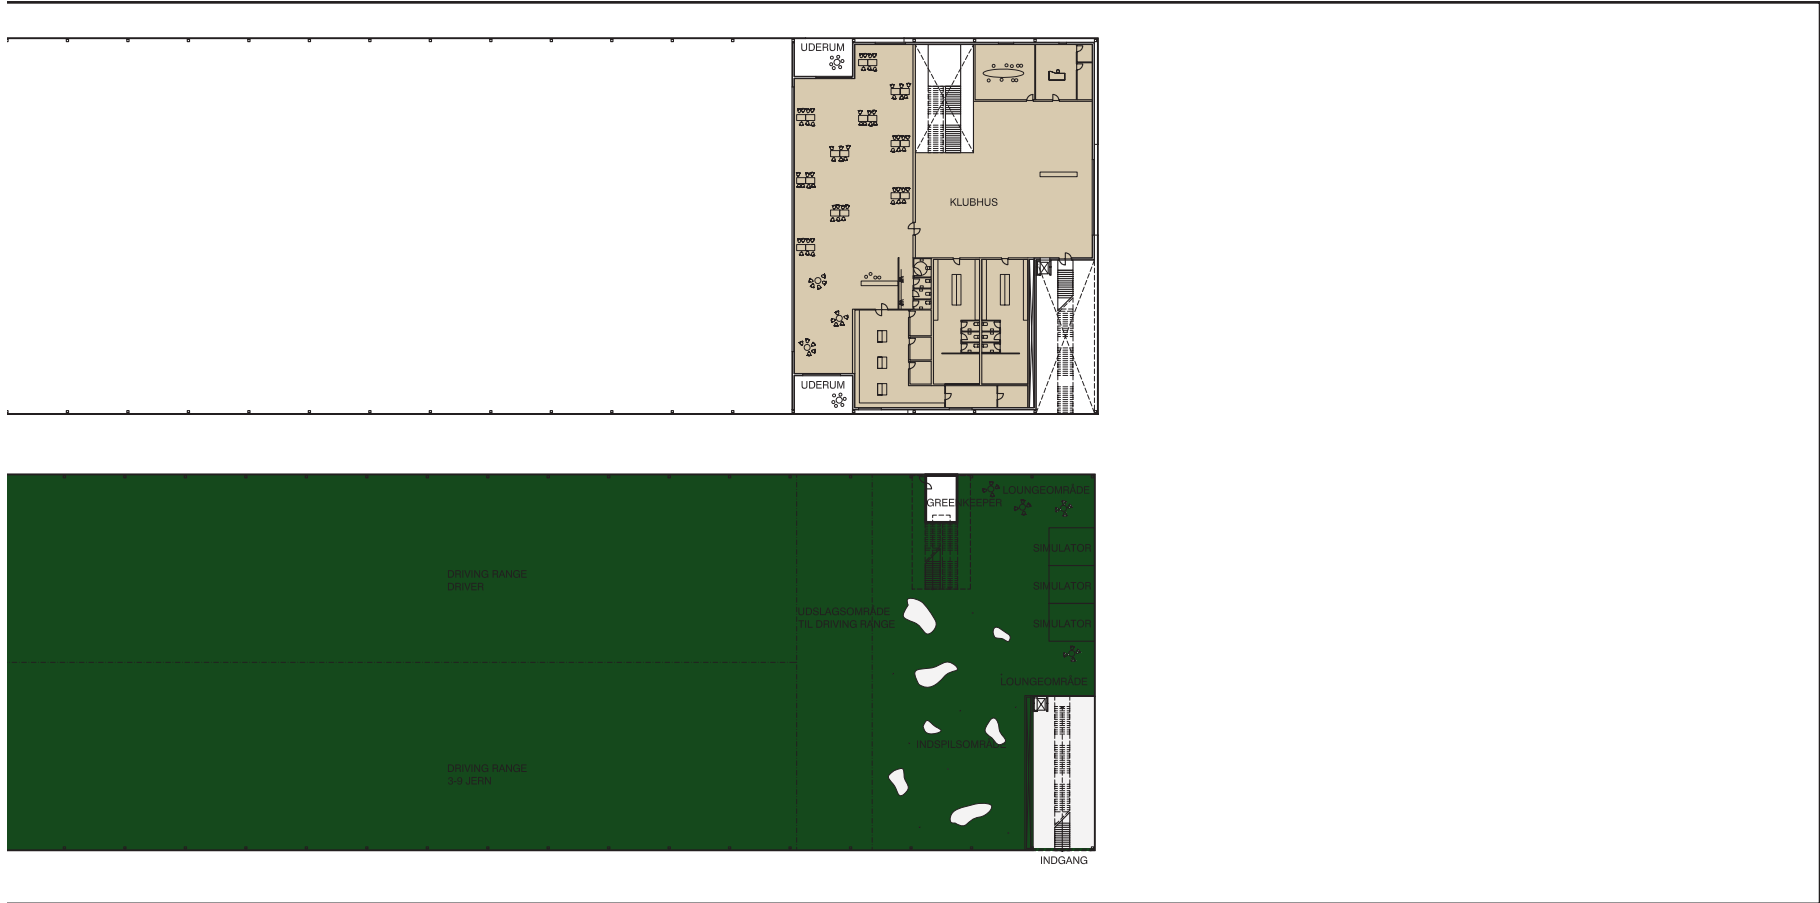 UDERUM
KLUBHUS
UDERUM
LOUNGEOMRÅDE
GREENKEEPER
SIMULATOR
DRIVING RANGE
DRIVER
SIMULATOR
UDSLAGSOMRÅDE
TIL DRIVING RANGE
SIMULATOR
LOUNGEOMRÅDE
INDSPILSOMRÅDE
DRIVING RANGE
3-9 JERN
INDGANG